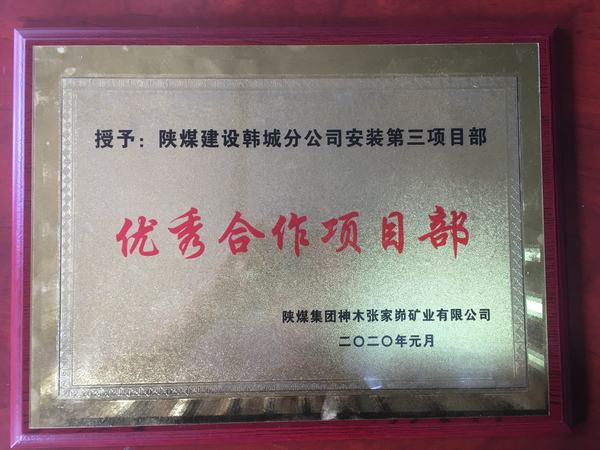 授予：陕煤建设韩城分公司安装第三项目部
优秀合作项目部
陕煤集团神木张家峁矿业有限公司
二〇二〇年元月